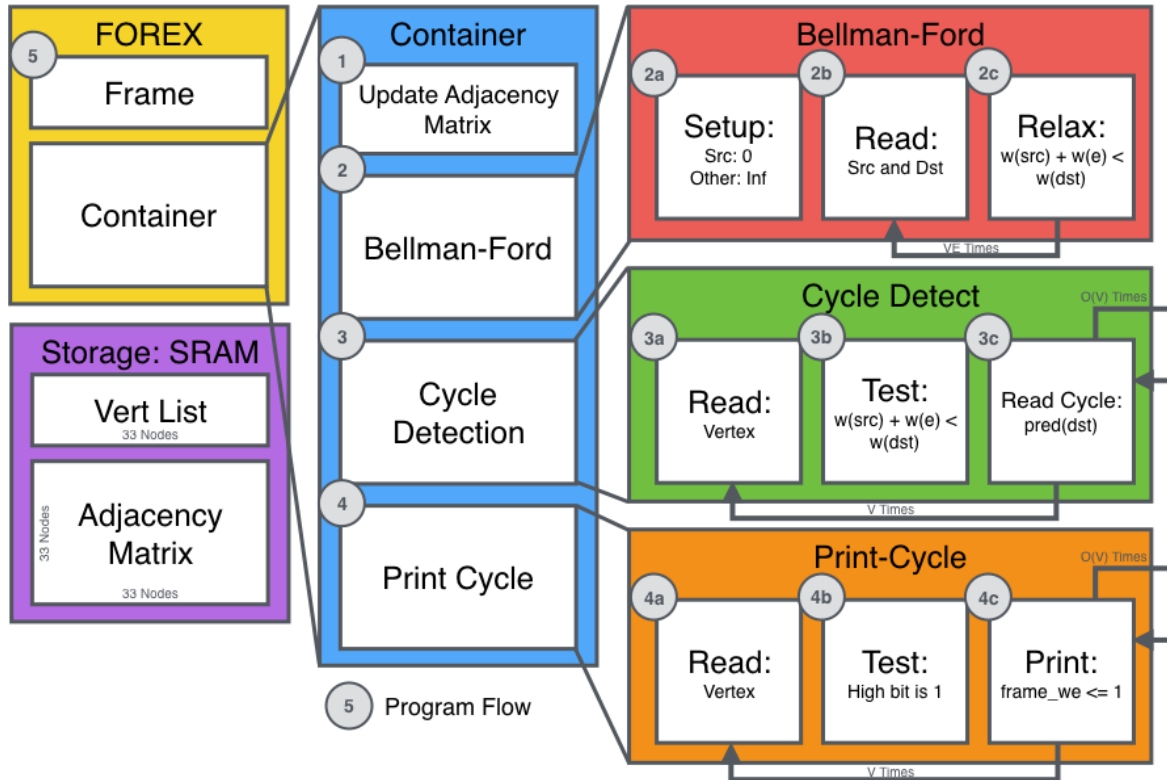 FOREX
5
Frame
Container
Storage: SRAM
Vert List
33 Nodes
Adjacency
Matrix
33 Nodes
33 Nodes
Container
1
Update Adjacency
Matrix
2
Bellman-Ford
3
Cycle
Detection
4
Print Cycle
5
Program Flow
Bellman-Ford
2a
Setup:
Src: 0
Other: Inf
2b
Read:
Src and Dst
2c
Relax:
w(src) + w(e) <
w(dst)
VE Times
Cycle Detect
O(V) Times
3a
Read:
Vertex
3b
Test:
w(src) + w(e) <
w(dst)
3c
Read Cycle:
pred(dst)
V Times
Print-Cycle
O(V) Times
4a
Read:
Vertex
4b
Test:
High bit is 1
4c
Print:
frame_we <= 1
V Times